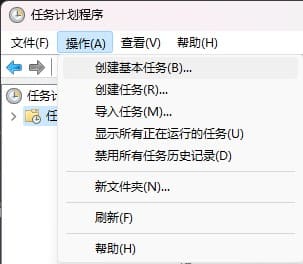 任务计划程序
文件(F) 操作(A) 查看(V) 帮助(H)
创建基本任务(B)...
任务计
创建任务(R)...
任
导入任务(M)...
显示所有正在运行的任务(U)
禁用所有任务历史记录(D)
新文件夹(N)...
刷新(F)
帮助(H)